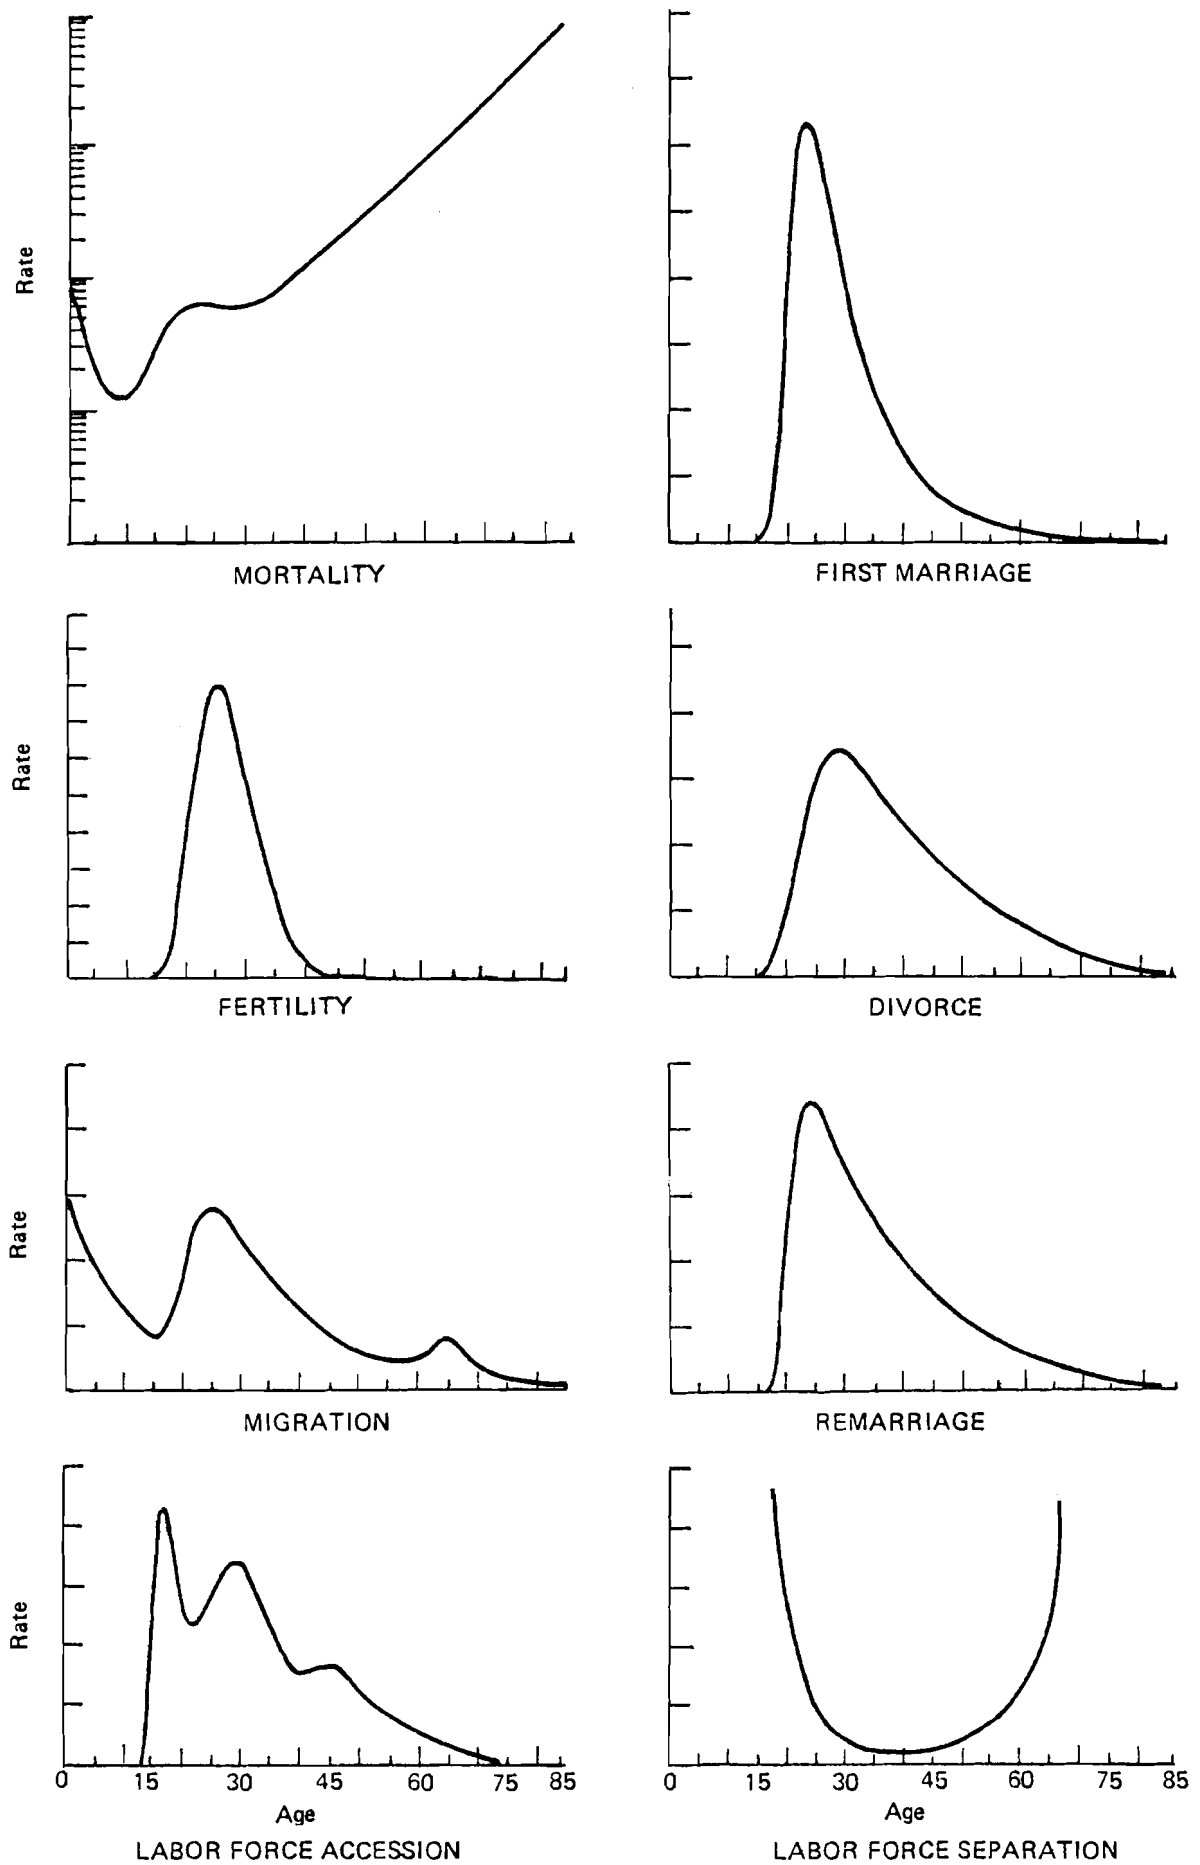 Rate
MORTALITY
FIRST MARRIAGE
Rate
FERTILITY
DIVORCE
Rate
MIGRATION
REMARRIAGE
Rate
0 15 30 45 60 75 85
Age
LABOR FORCE ACCESSION
0 15 30 45 60 75 85
Age
LABOR FORCE SEPARATION